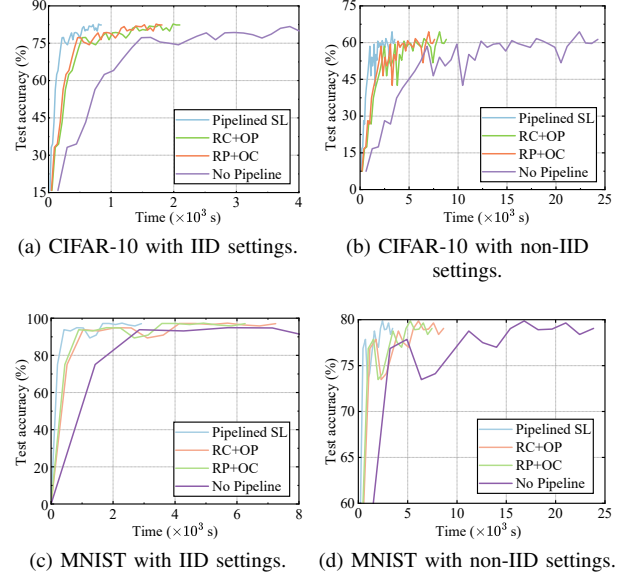 90
75
60
45
30
15
Test accuracy (%)
Pipelined SL
RC+OP
RP+OC
No Pipeline
0 1 2 3 4
Time (×10³ s)
(a) CIFAR-10 with IID settings.
75
60
45
30
15
0
Test accuracy (%)
Pipelined SL
RC+OP
RP+OC
No Pipeline
0 5 10 15 20 25
Time (×10³ s)
(b) CIFAR-10 with non-IID
settings.
100
80
60
40
20
0
Test accuracy (%)
Pipelined SL
RC+OP
RP+OC
No Pipeline
0 2 4 6 8
Time (×10³ s)
(c) MNIST with IID settings.
80
75
70
65
60
Test accuracy (%)
Pipelined SL
RC+OP
RP+OC
No Pipeline
0 5 10 15 20 25
Time (×10³ s)
(d) MNIST with non-IID settings.